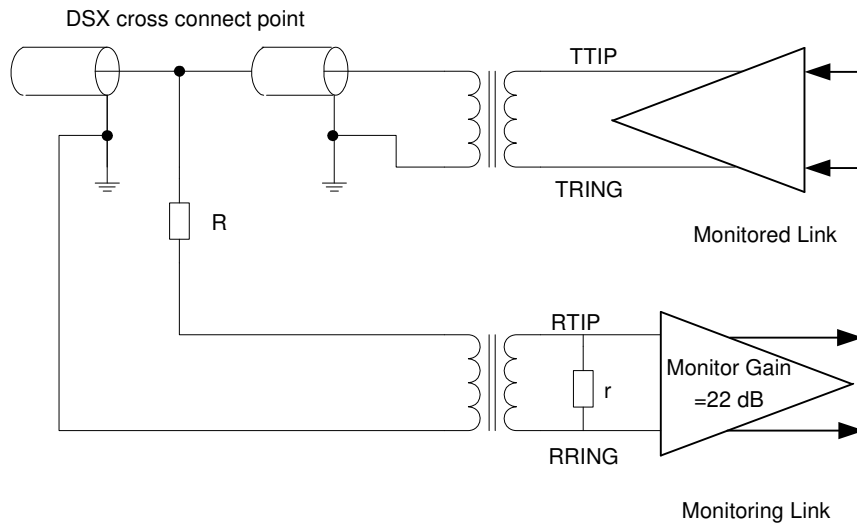 DSX cross connect point
TTIP
TRING
R
Monitored Link
RTIP
Monitor Gain
=22 dB
r
RRING
Monitoring Link